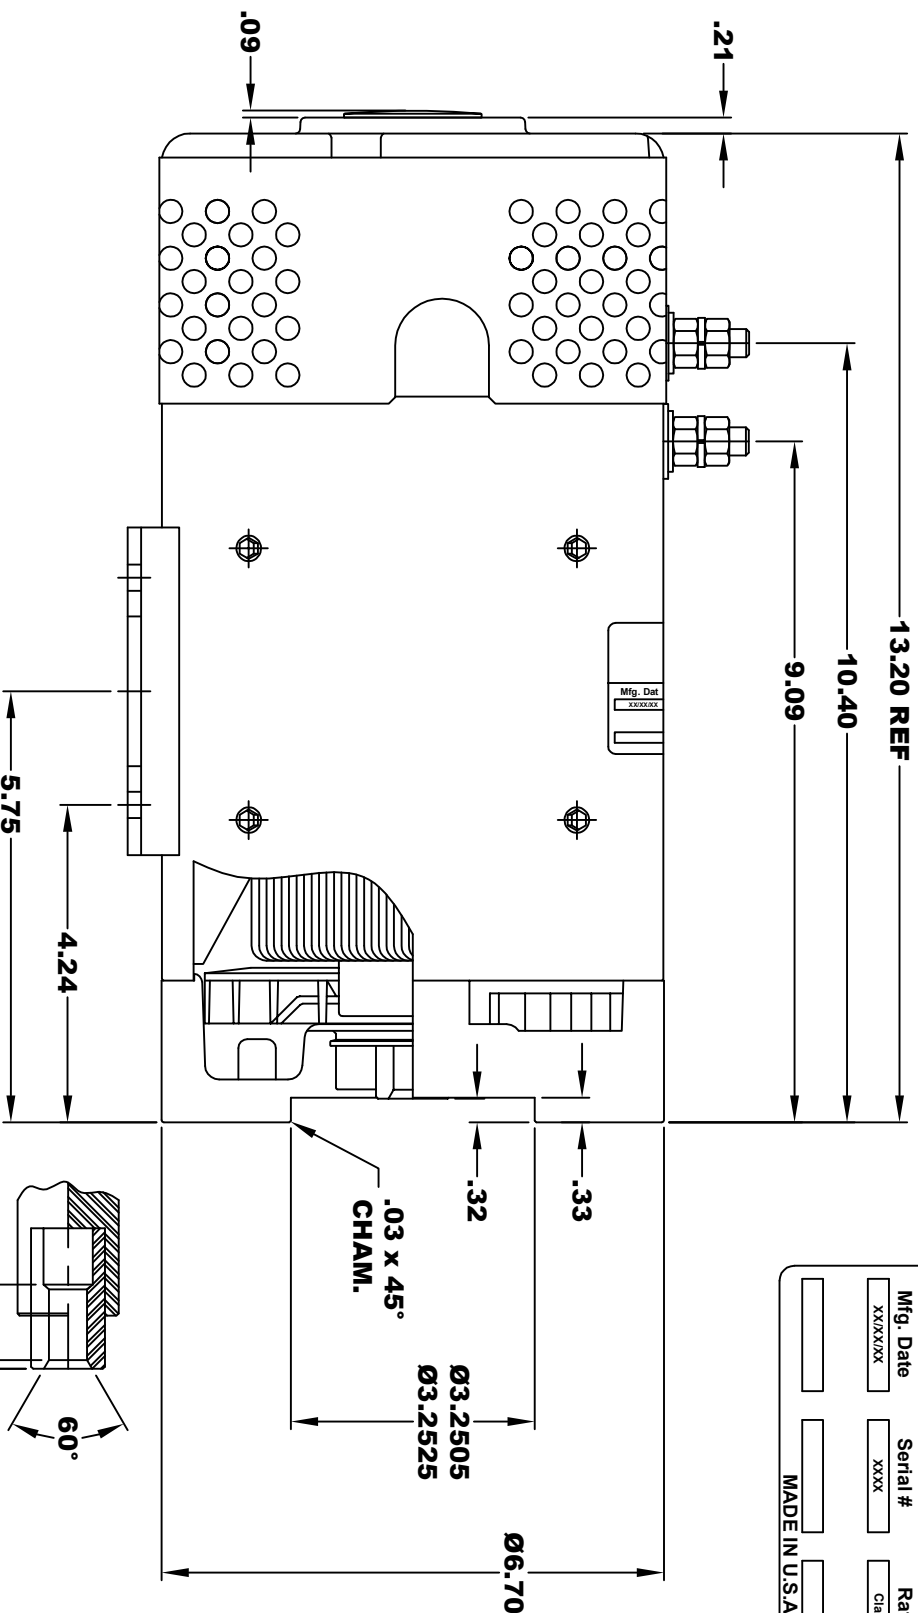 .09
.21
13.20 REF
10.40
9.09
Mfg. Dat
XX/XX/XX
5.75
4.24
.33
.32
.03 x 45°
CHAM.
Ø3.2505
Ø3.2525
Ø6.70
60°
Mfg. Date
XX/XX/XX
Serial #
XXXX
Ra
Cla
MADE IN U.S.A